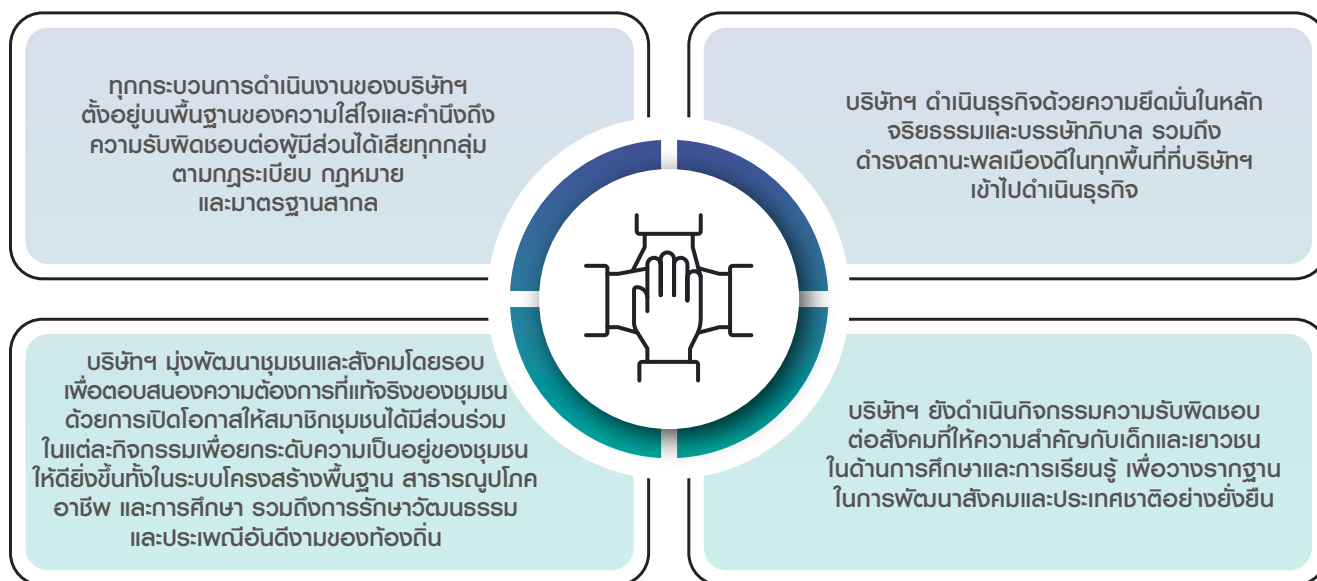 ทุกกระบวนการดำเนินงานของบริษัทฯ
ตั้งอยู่บนพื้นฐานของความใส่ใจและคำนึงถึง
ความรับผิดชอบต่อผู้มีส่วนได้เสียทุกกลุ่ม
ตามกฎระเบียบ กฎหมาย
และมาตรฐานสากล
บริษัทฯ ดำเนินธุรกิจด้วยความยึดมั่นในหลัก
จริยธรรมและบรรษัทภิบาล รวมถึง
ดำรงสถานะพลเมืองดีในทุกพื้นที่ที่บริษัทฯ
เข้าไปดำเนินธุรกิจ
บริษัทฯ มุ่งพัฒนาชุมชนและสังคมโดยรอบ
เพื่อตอบสนองความต้องการที่แท้จริงของชุมชน
ด้วยการเปิดโอกาสให้สมาชิกชุมชนได้มีส่วนร่วม
ในแต่ละกิจกรรมเพื่อยกระดับความเป็นอยู่ของชุมชน
ให้ดียิ่งขึ้นทั้งในระบบโครงสร้างพื้นฐาน สาธารณูปโภค
อาชีพ และการศึกษา รวมถึงการรักษาวัฒนธรรม
และประเพณีอันดีงามของท้องถิ่น
บริษัทฯ ยังดำเนินกิจกรรมความรับผิดชอบ
ต่อสังคมที่ให้ความสำคัญกับเด็กและเยาวชน
ในด้านการศึกษาและการเรียนรู้ เพื่อวางรากฐาน
ในการพัฒนาสังคมและประเทศชาติอย่างยั่งยืน